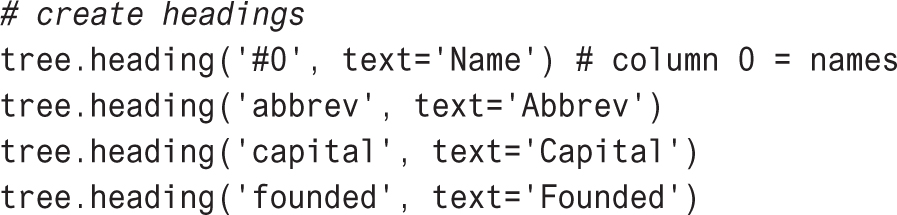 # create headings
tree.heading('#0', text='Name') # column 0 = names
tree.heading('abbrev', text='Abbrev')
tree.heading('capital', text='Capital')
tree.heading('founded', text='Founded')